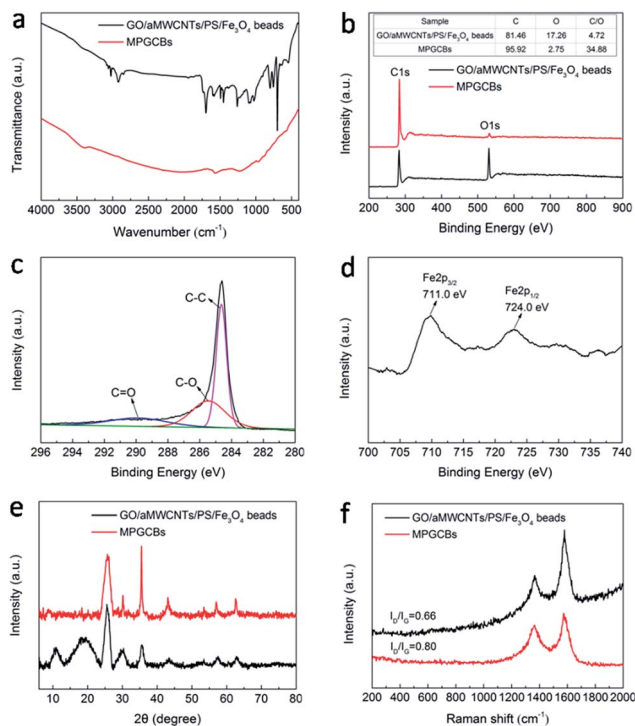 a
GO/aMWCNTs/PS/Fe₃O₄ beads
MPGCBs
Transmittance (a.u.)
4000 3500 3000 2500 2000 1500 1000 500
Wavenumber (cm⁻¹)
b
Sample C O C/O
GO/aMWCNTs/PS/Fe₃O₄ beads 81.46 17.26 4.72
MPGCBs 95.92 2.75 34.88
GO/aMWCNTs/PS/Fe₃O₄ beads
MPGCBs
C1s
O1s
Intensity (a.u.)
200 300 400 500 600 700 800 900
Binding Energy (eV)
c
C-C
C-O
C=O
Intensity (a.u.)
296 294 292 290 288 286 284 282 280
Binding Energy (eV)
d
Fe2p₃/₂
711.0 eV
Fe2p₁/₂
724.0 eV
Intensity (a.u.)
700 705 710 715 720 725 730 735 740
Binding Energy (eV)
e
GO/aMWCNTs/PS/Fe₃O₄ beads
MPGCBs
Intensity (a.u.)
10 20 30 40 50 60 70 80
2θ (degree)
f
GO/aMWCNTs/PS/Fe₃O₄ beads
MPGCBs
I_D/I_G=0.66
I_D/I_G=0.80
Intensity (a.u.)
200 400 600 800 1000 1200 1400 1600 1800 2000
Raman shift (cm⁻¹)